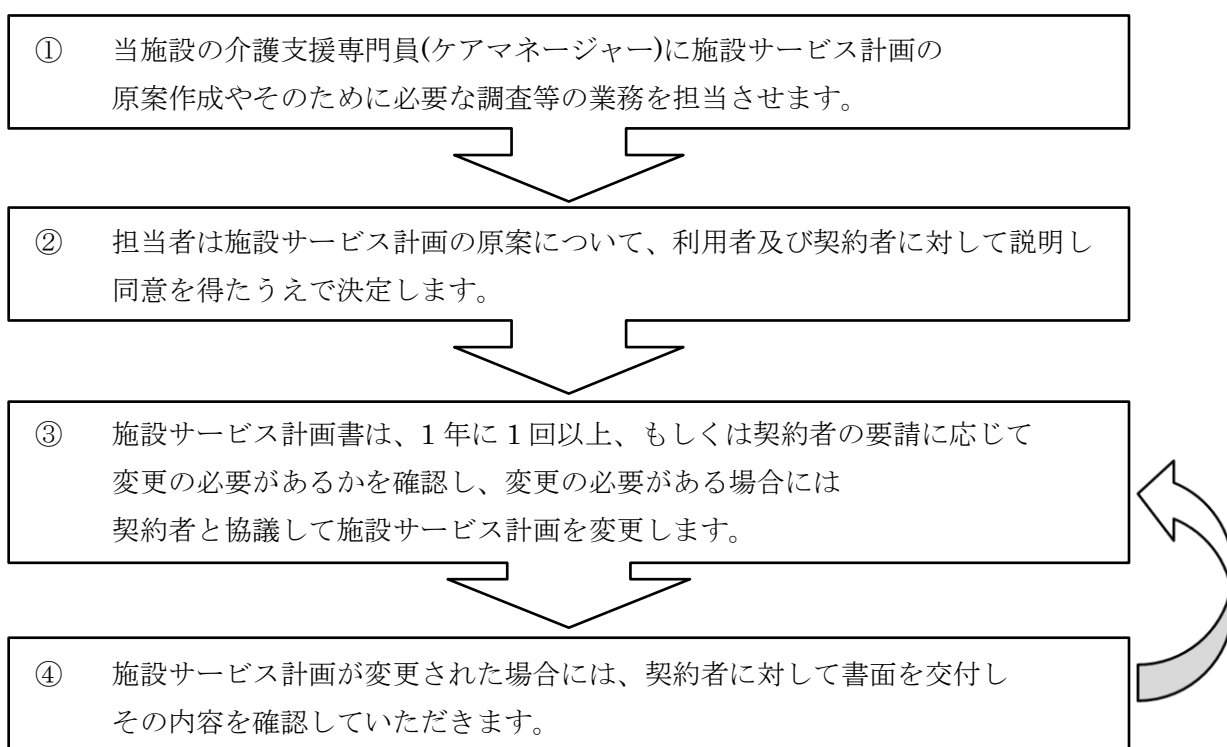 ① 当施設の介護支援専門員(ケアマネージャー)に施設サービス計画の
原案作成やそのために必要な調査等の業務を担当させます。
② 担当者は施設サービス計画の原案について、利用者及び契約者に対して説明し
同意を得たうえで決定します。
③ 施設サービス計画書は、1年に1回以上、もしくは契約者の要請に応じて
変更の必要があるかを確認し、変更の必要がある場合には
契約者と協議して施設サービス計画を変更します。
④ 施設サービス計画が変更された場合には、契約者に対して書面を交付し
その内容を確認していただきます。